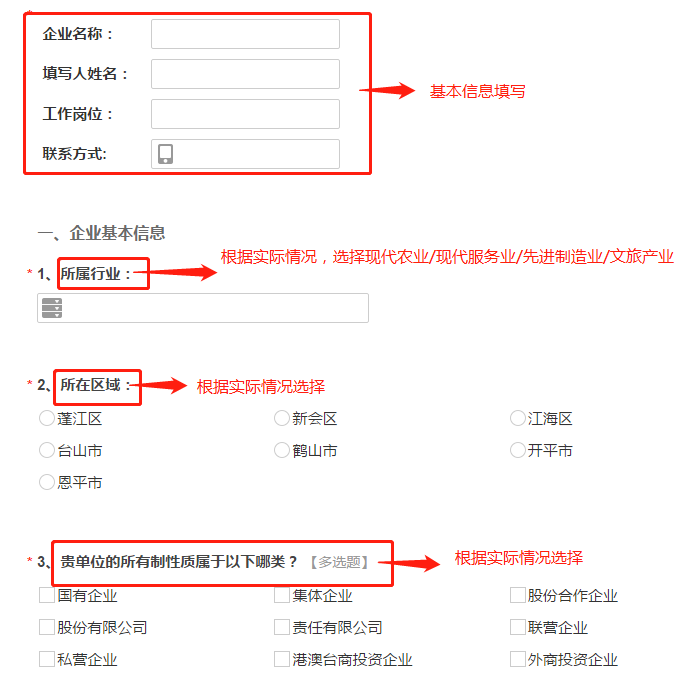 *
企业名称：
填写人姓名：
工作岗位：
联系方式:
基本信息填写
一、企业基本信息
* 1、所属行业：
根据实际情况，选择现代农业/现代服务业/先进制造业/文旅产业
* 2、所在区域：
根据实际情况选择
蓬江区 新会区 江海区
台山市 鹤山市 开平市
恩平市
* 3、贵单位的所有制性质属于以下哪类？【多选题】
根据实际情况选择
国有企业 集体企业 股份合作企业
股份有限公司 责任有限公司 联营企业
私营企业 港澳台商投资企业 外商投资企业